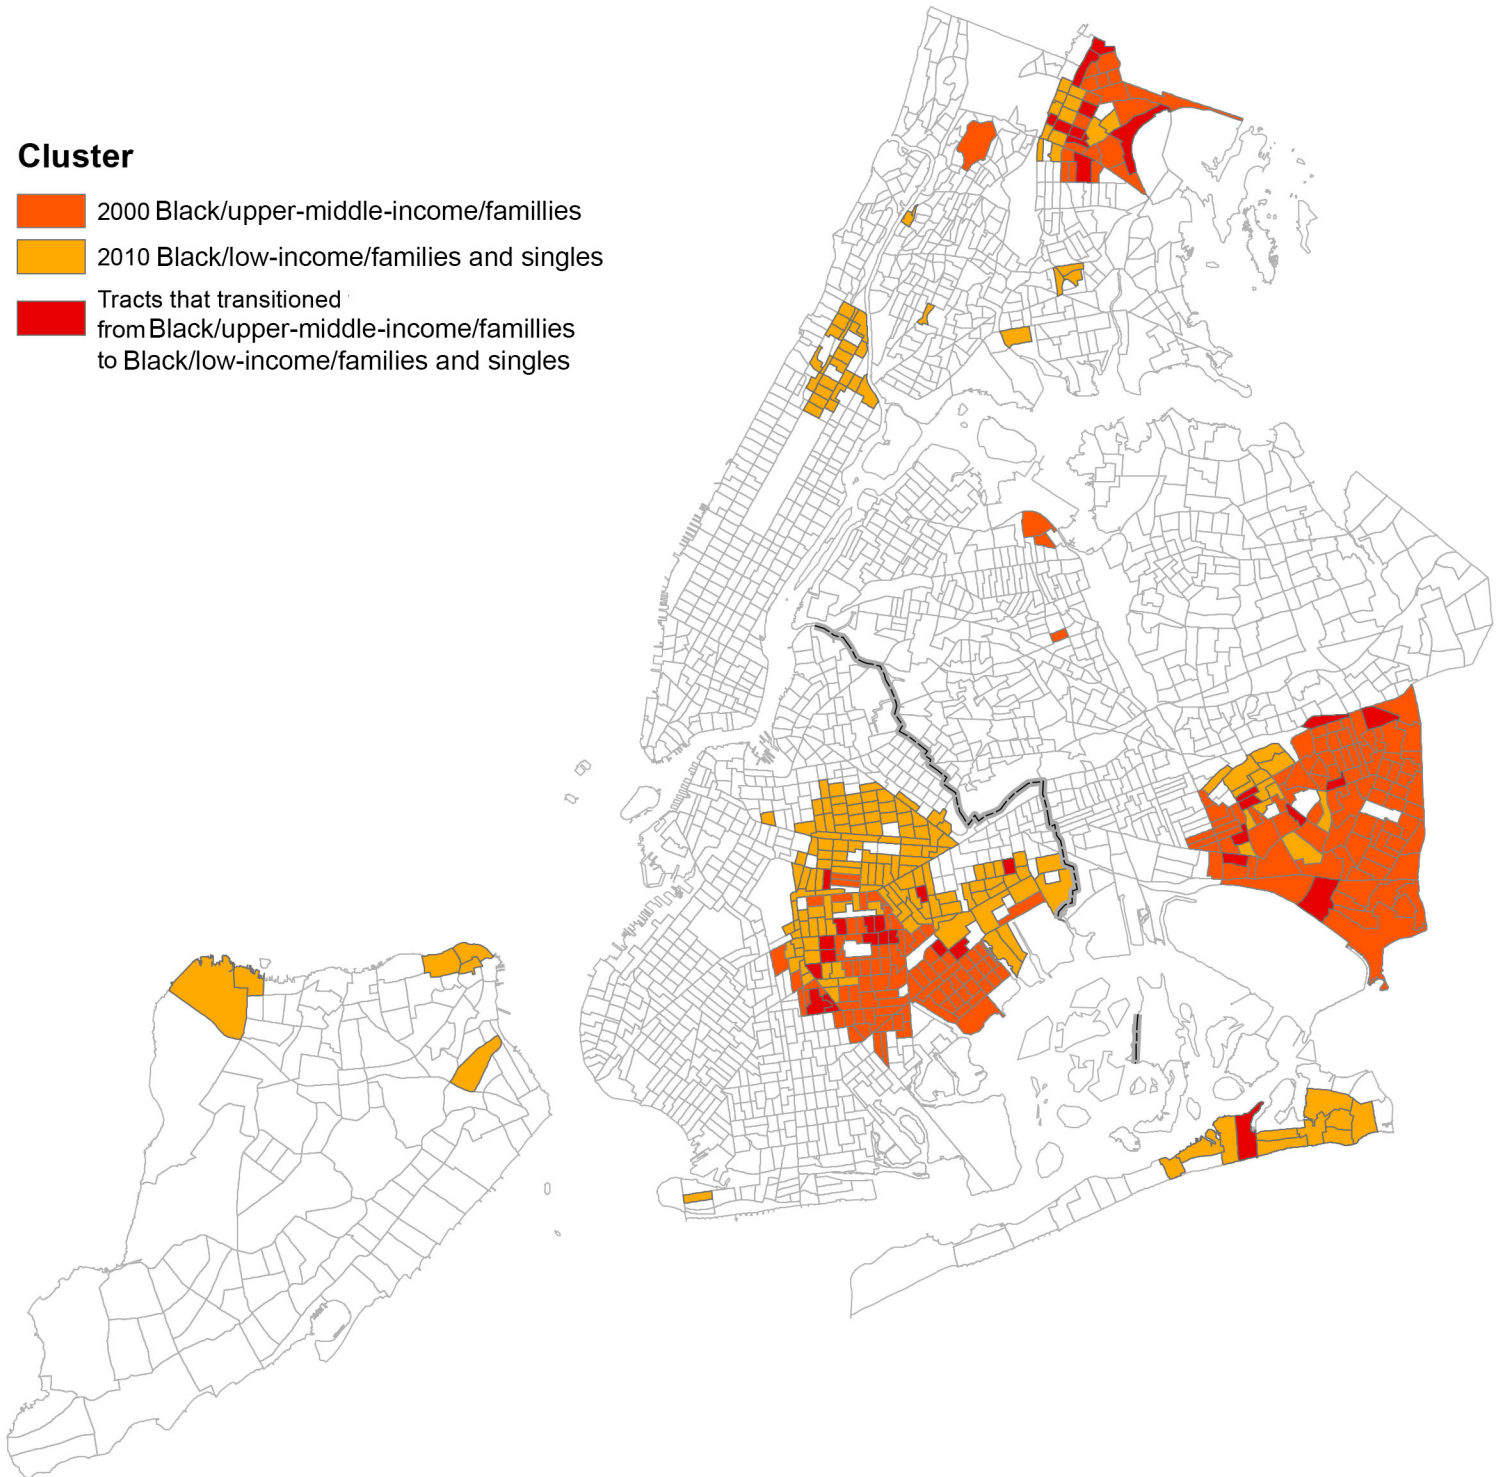 Cluster
2000 Black/upper-middle-income/famillies
2010 Black/low-income/families and singles
Tracts that transitioned
from Black/upper-middle-income/famillies
to Black/low-income/families and singles